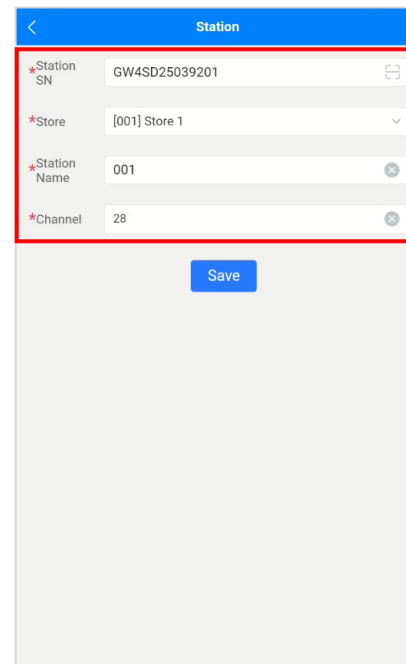 Station
*Station
SN
GW4SD25039201
*Store
[001] Store 1
*Station
Name
001
*Channel
28
Save